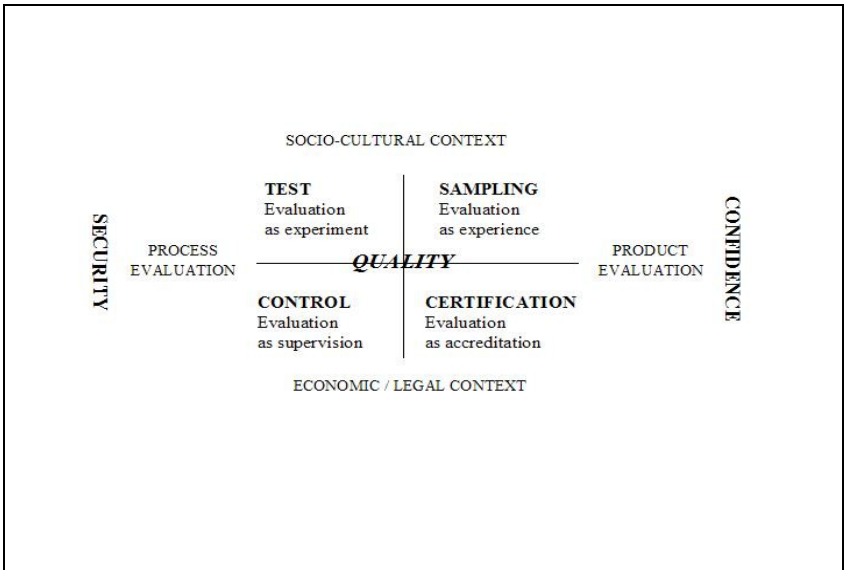 SOCIO-CULTURAL CONTEXT
TEST
Evaluation
as experiment
SAMPLING
Evaluation
as experience
SECURITY
PROCESS
EVALUATION
QUALITY
PRODUCT
EVALUATION
CONFIDENCE
CONTROL
Evaluation
as supervision
CERTIFICATION
Evaluation
as accreditation
ECONOMIC / LEGAL CONTEXT